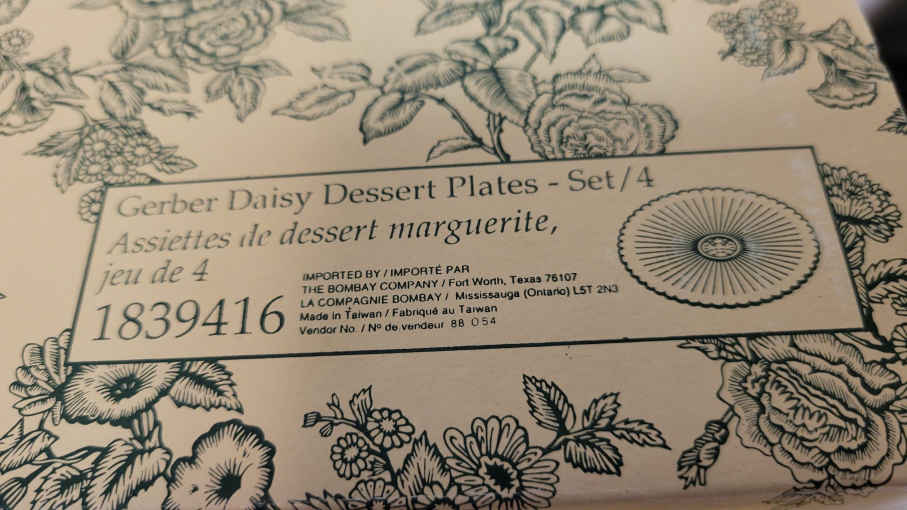 Gerber Daisy Dessert Plates - Set/4
Assiettes de dessert marguerite,
jeu de 4
1839416
IMPORTED BY / IMPORTÉ PAR
THE BOMBAY COMPANY / Fort Worth, Texas 76107
LA COMPAGNIE BOMBAY / Mississauga (Ontario) L5T 2N3
Made in Taiwan / Fabriqué au Taiwan
Vendor No. / Nº de vendeur 88 054